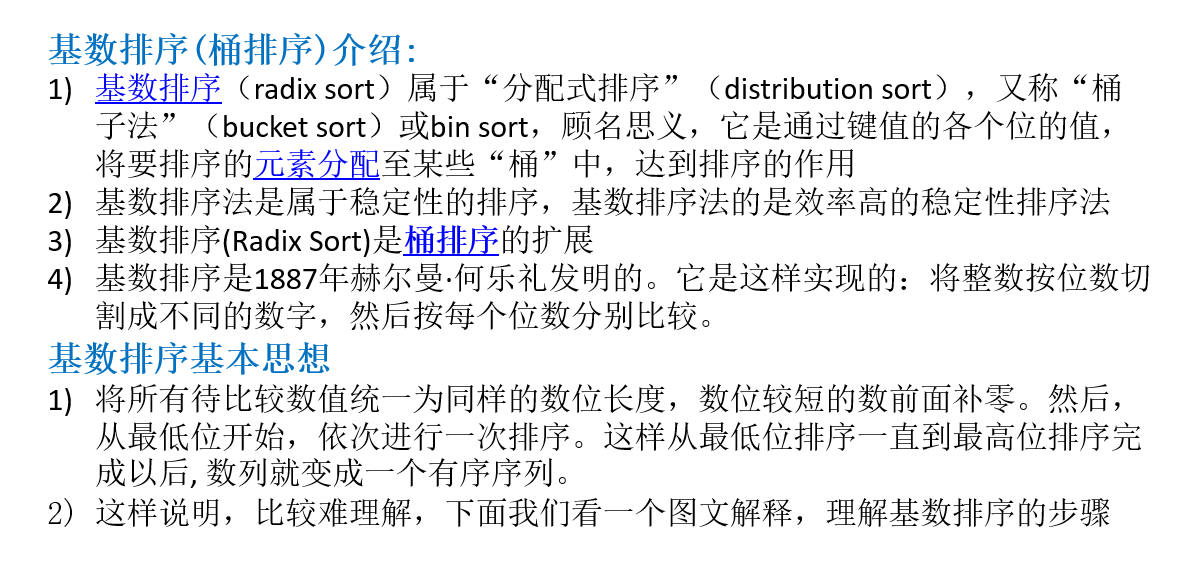 基数排序(桶排序)介绍:
1) 基数排序（radix sort）属于“分配式排序”（distribution sort），又称“桶
子法”（bucket sort）或bin sort，顾名思义，它是通过键值的各个位的值，
将要排序的元素分配至某些“桶”中，达到排序的作用
2) 基数排序法是属于稳定性的排序，基数排序法的是效率高的稳定性排序法
3) 基数排序(Radix Sort)是桶排序的扩展
4) 基数排序是1887年赫尔曼·何乐礼发明的。它是这样实现的：将整数按位数切
割成不同的数字，然后按每个位数分别比较。
基数排序基本思想
1) 将所有待比较数值统一为同样的数位长度，数位较短的数前面补零。然后，
从最低位开始，依次进行一次排序。这样从最低位排序一直到最高位排序完
成以后, 数列就变成一个有序序列。
2) 这样说明，比较难理解，下面我们看一个图文解释，理解基数排序的步骤